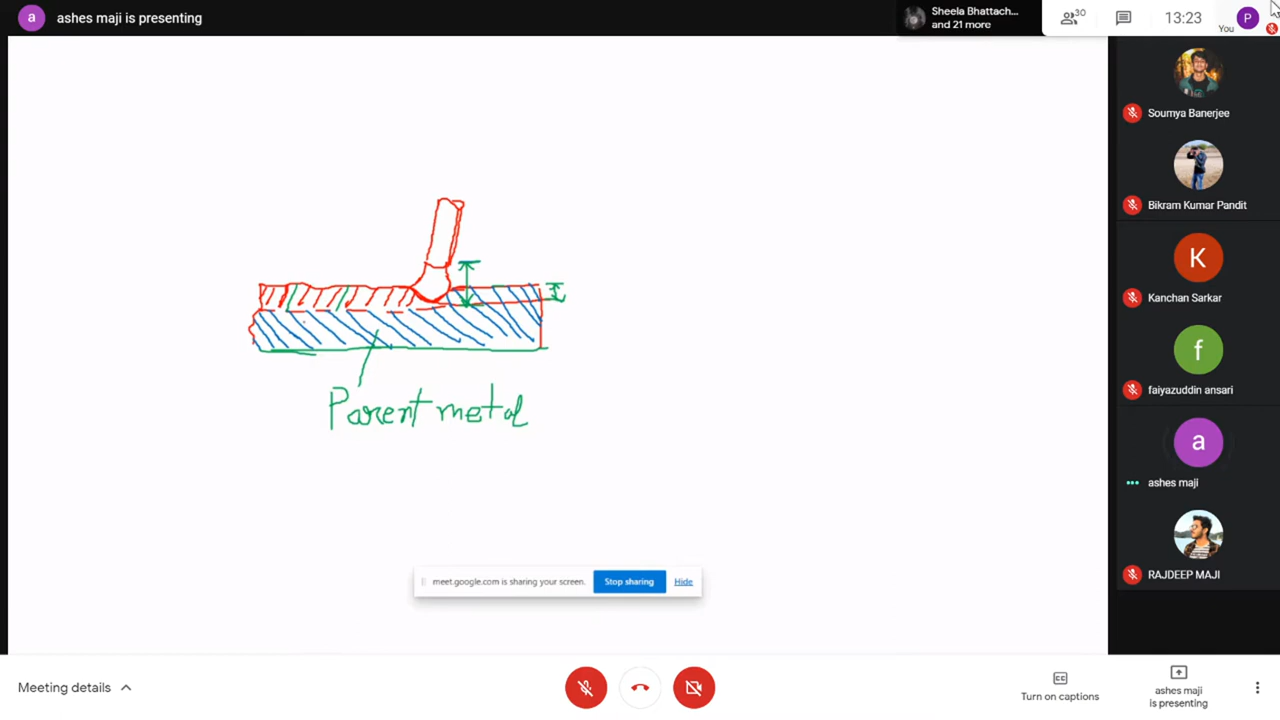 a
ashes maji is presenting
Sheela Bhattach...
and 21 more
30
13:23
You
P
Soumya Banerjee
Bikram Kumar Pandit
K
Kanchan Sarkar
f
faiyazuddin ansari
a
ashes maji
RAJDEEP MAJI
Parent metal
meet.google.com is sharing your screen.
Stop sharing
Hide
Meeting details
Turn on captions
ashes maji
is presenting